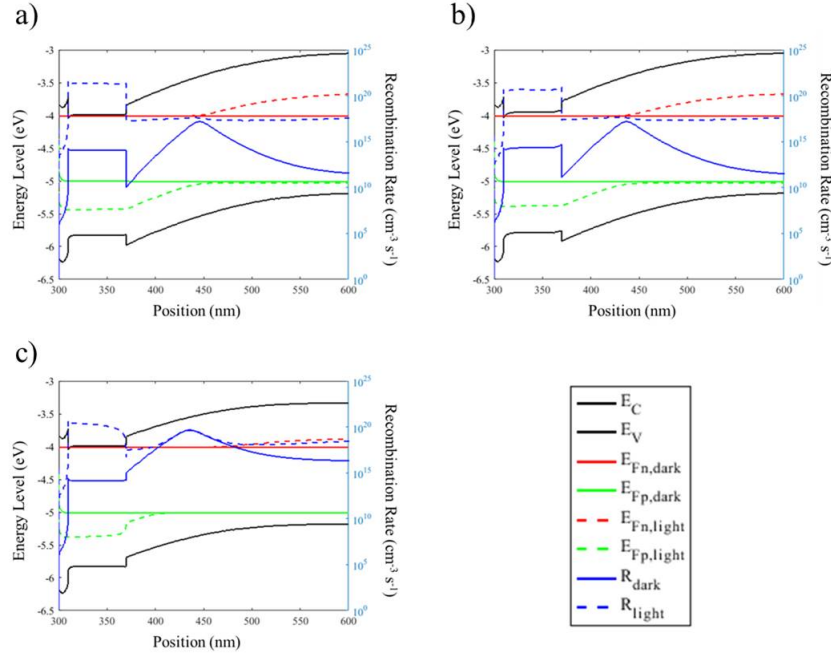 a)
b)
-3
-3.5
-4
-4.5
-5
-5.5
-6
-6.5
Energy Level (eV)
10^25
10^20
10^15
10^10
10^5
10^0
Recombination Rate (cm^-3 s^-1)
300 350 400 450 500 550 600
Position (nm)
-3
-3.5
-4
-4.5
-5
-5.5
-6
-6.5
Energy Level (eV)
10^25
10^20
10^15
10^10
10^5
10^0
Recombination Rate (cm^-3 s^-1)
300 350 400 450 500 550 600
Position (nm)
c)
-3
-3.5
-4
-4.5
-5
-5.5
-6
-6.5
Energy Level (eV)
10^25
10^20
10^15
10^10
10^5
10^0
Recombination Rate (cm^-3 s^-1)
300 350 400 450 500 550 600
Position (nm)
E_C
E_V
E_Fn,dark
E_Fp,dark
E_Fn,light
E_Fp,light
R_dark
R_light